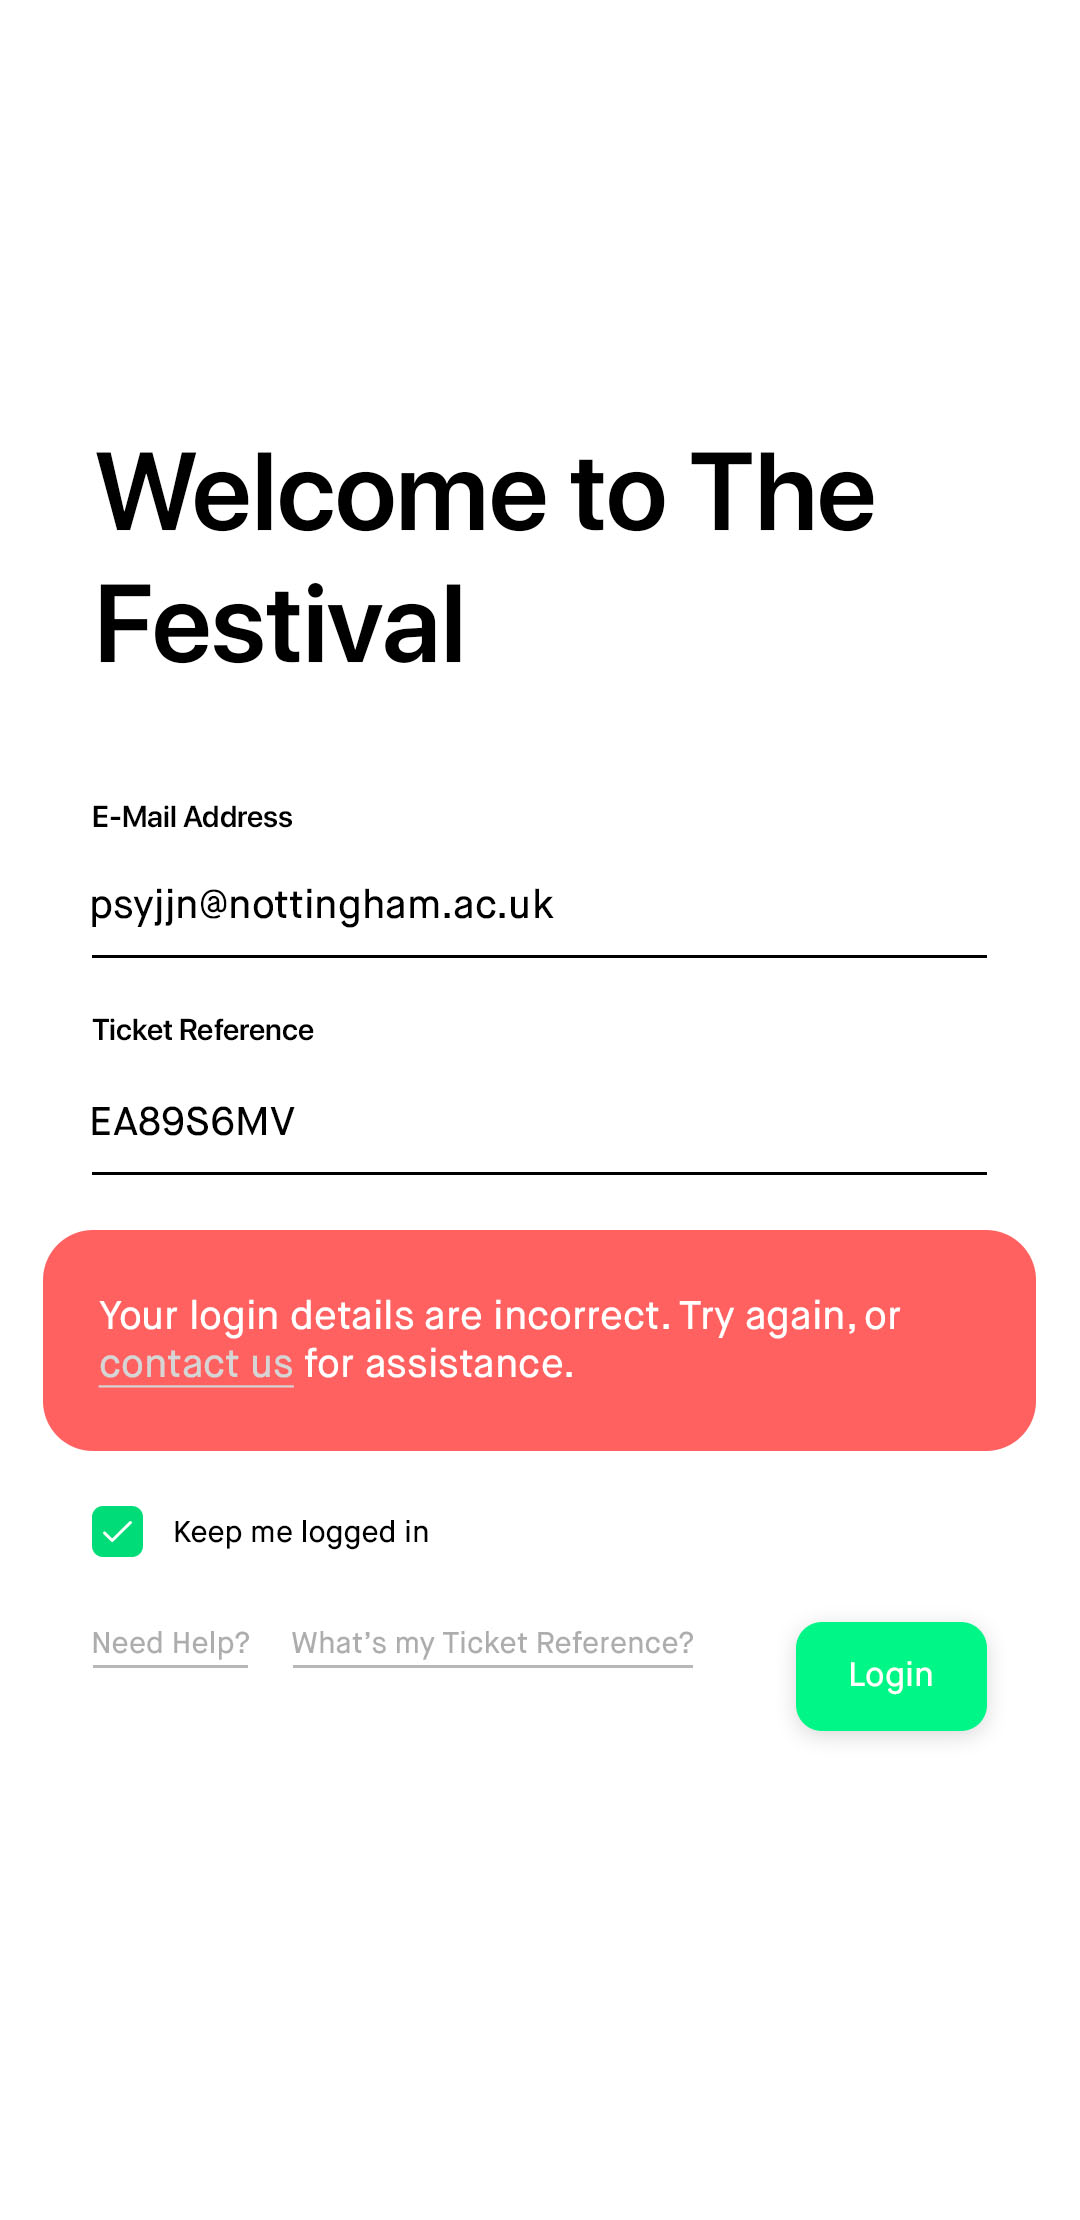 Welcome to The
Festival
E-Mail Address
psyjjn@nottingham.ac.uk
Ticket Reference
EA89S6MV
Your login details are incorrect. Try again, or
contact us for assistance.
Keep me logged in
Need Help? What’s my Ticket Reference?
Login